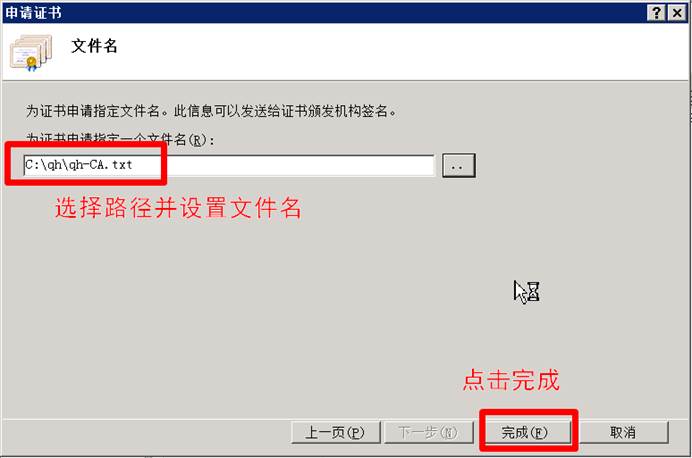 申请证书
文件名
为证书申请指定文件名。此信息可以发送给证书颁发机构签名。
为证书申请指定一个文件名(R):
C:\qh\qh-CA.txt
..
选择路径并设置文件名
点击完成
上一页(P) 下一步(N) 完成(F) 取消